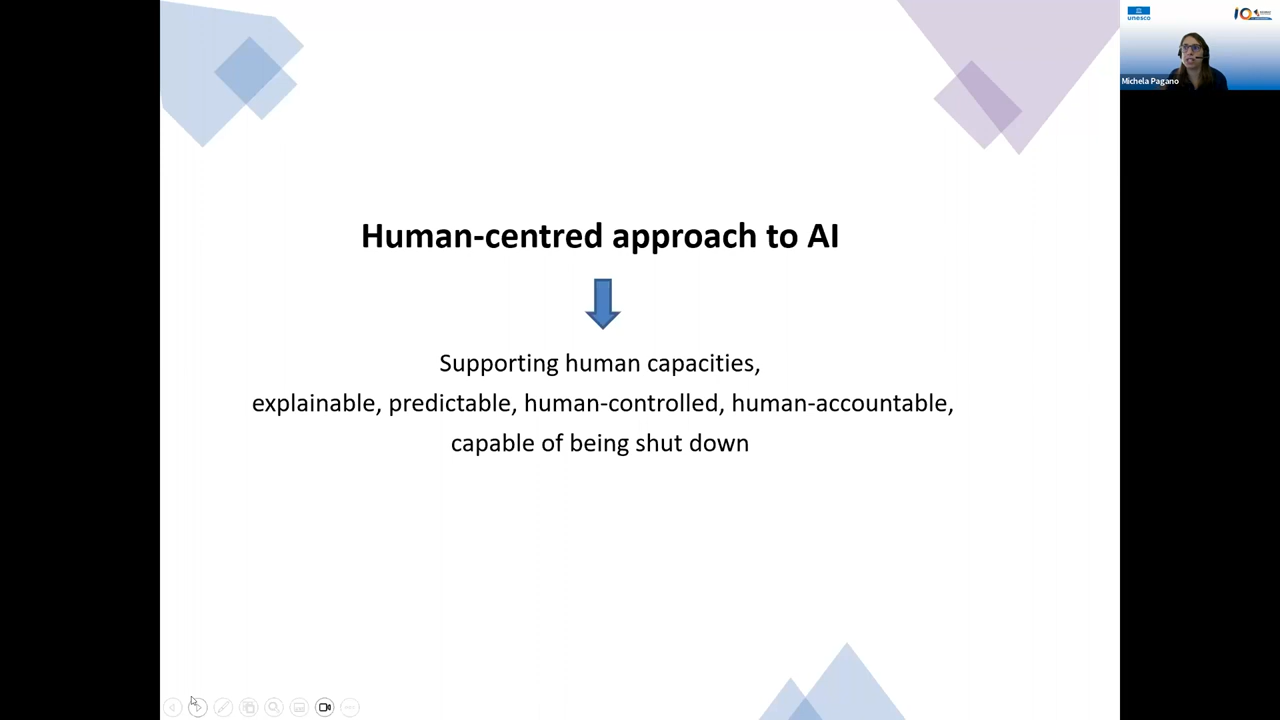 Human-centred approach to AI
Supporting human capacities,
explainable, predictable, human-controlled, human-accountable,
capable of being shut down
unesco
Michela Pagano